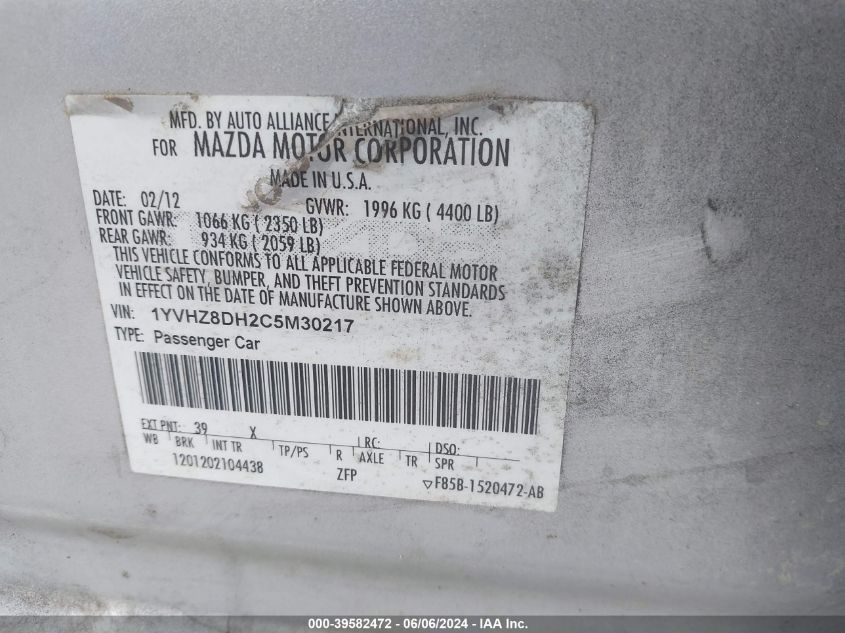 MFD. BY AUTO ALLIANCE INTERNATIONAL, INC.
FOR MAZDA MOTOR CORPORATION
MADE IN U.S.A.
DATE: 02/12 GVWR: 1996 KG ( 4400 LB)
FRONT GAWR: 1066 KG ( 2350 LB)
REAR GAWR: 934 KG ( 2059 LB)
THIS VEHICLE CONFORMS TO ALL APPLICABLE FEDERAL MOTOR
VEHICLE SAFETY, BUMPER, AND THEFT PREVENTION STANDARDS
IN EFFECT ON THE DATE OF MANUFACTURE SHOWN ABOVE.
VIN: 1YVHZ8DH2C5M30217
TYPE: Passenger Car
EXT PNT: 39 X RC: DSO:
WB BRK INT TR TP/PS R AXLE TR SPR
1201202104438 ZFP ▽F85B-1520472-AB
000-39582472 - 06/06/2024 - IAA Inc.